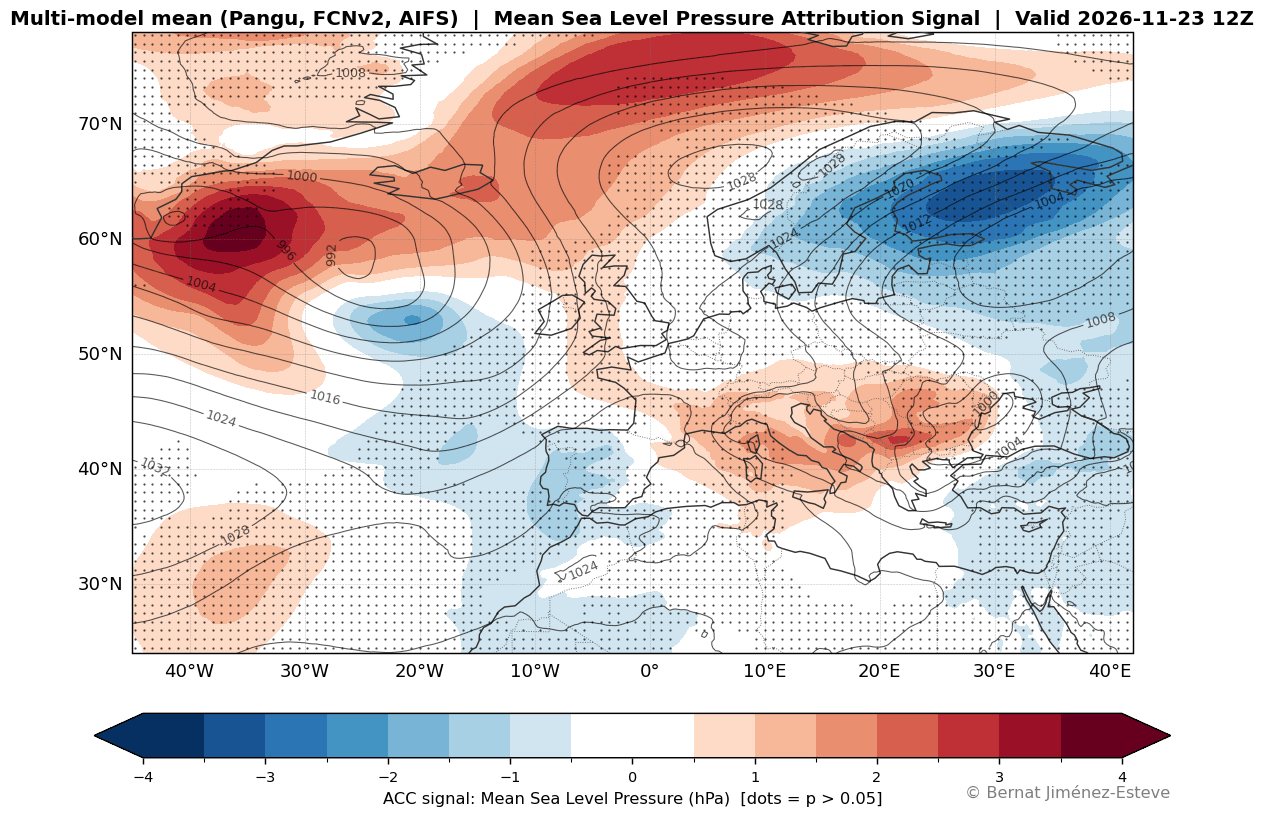 Multi-model mean (Pangu, FCNv2, AIFS)  |  Mean Sea Level Pressure Attribution Signal  |  Valid 2026-11-23 12Z
1008
70°N
1000
1028
1028
1020
1028
1004
60°N
996
992
1024
1012
1004
1008
50°N
1016
1024
1000
1004
40°N
1032
1028
1024
30°N
40°W 30°W 20°W 10°W 0° 10°E 20°E 30°E 40°E
−4 −3 −2 −1 0 1 2 3 4
ACC signal: Mean Sea Level Pressure (hPa)  [dots = p > 0.05]
© Bernat Jiménez-Esteve